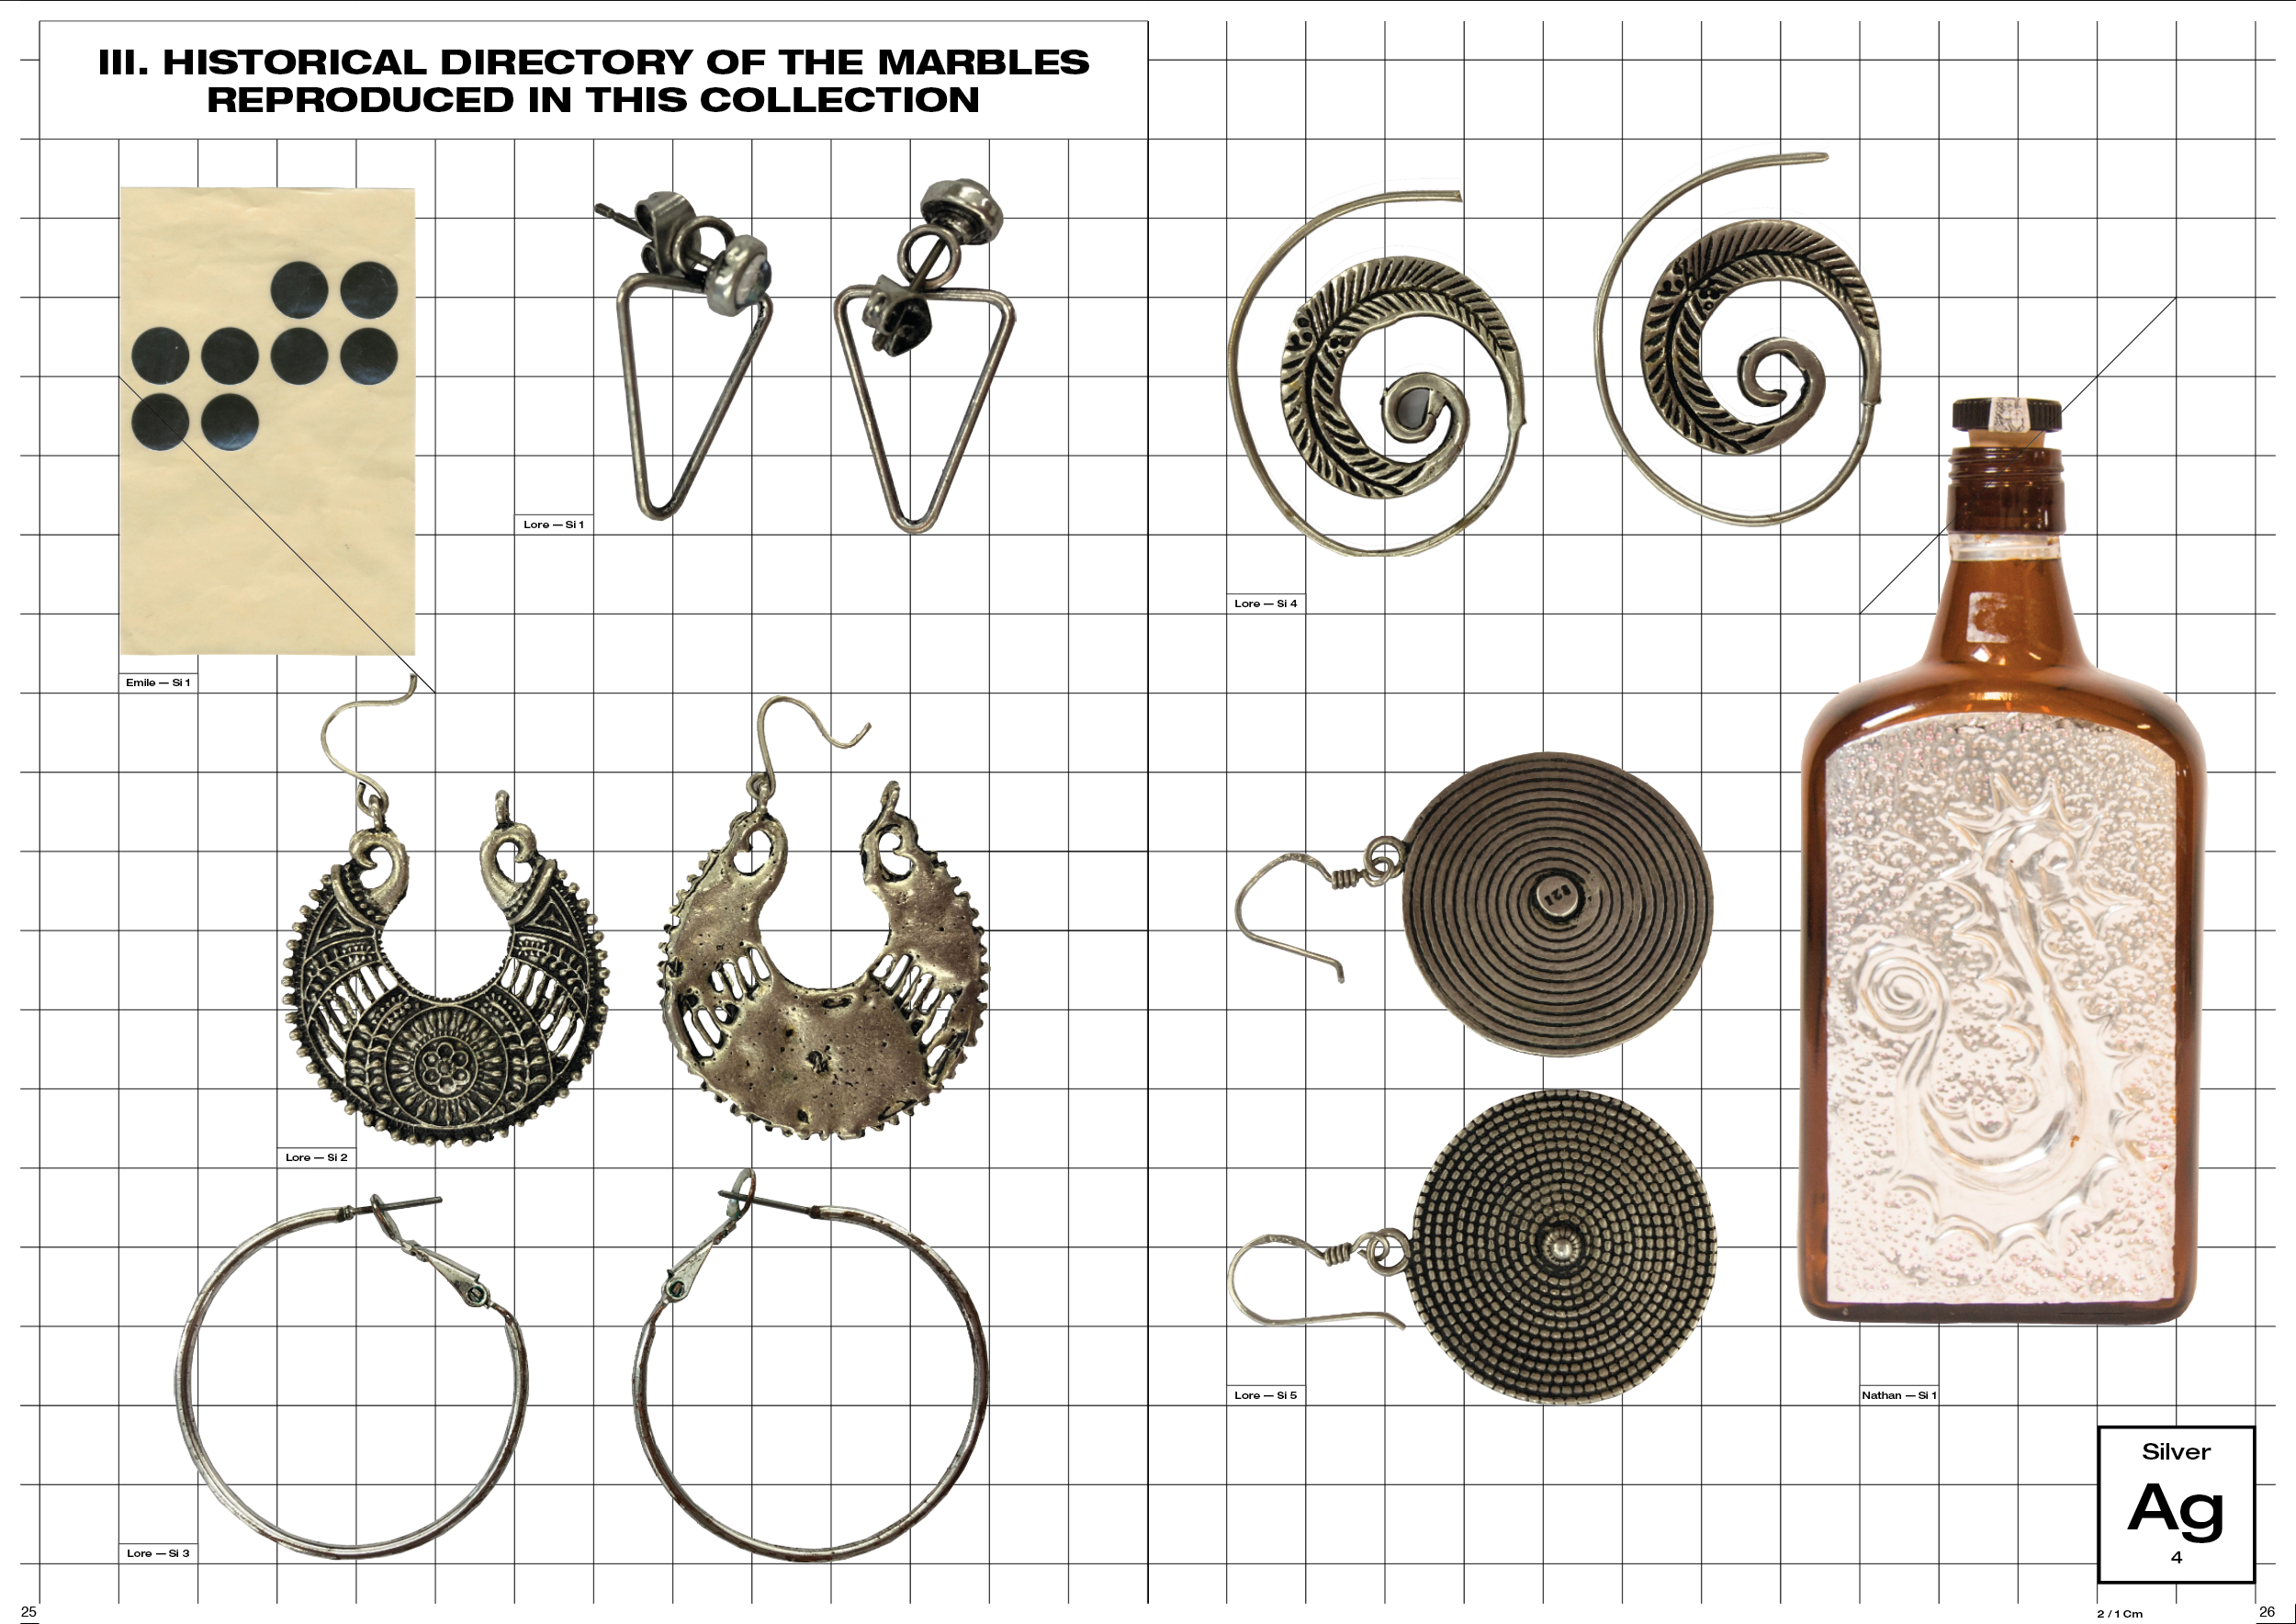 III. HISTORICAL DIRECTORY OF THE MARBLES
REPRODUCED IN THIS COLLECTION
Emile — Si 1
Lore — Si 1
Lore — Si 2
Lore — Si 3
Lore — Si 4
Lore — Si 5
Nathan — Si 1
Silver
Ag
4
25
2 / 1 Cm
26